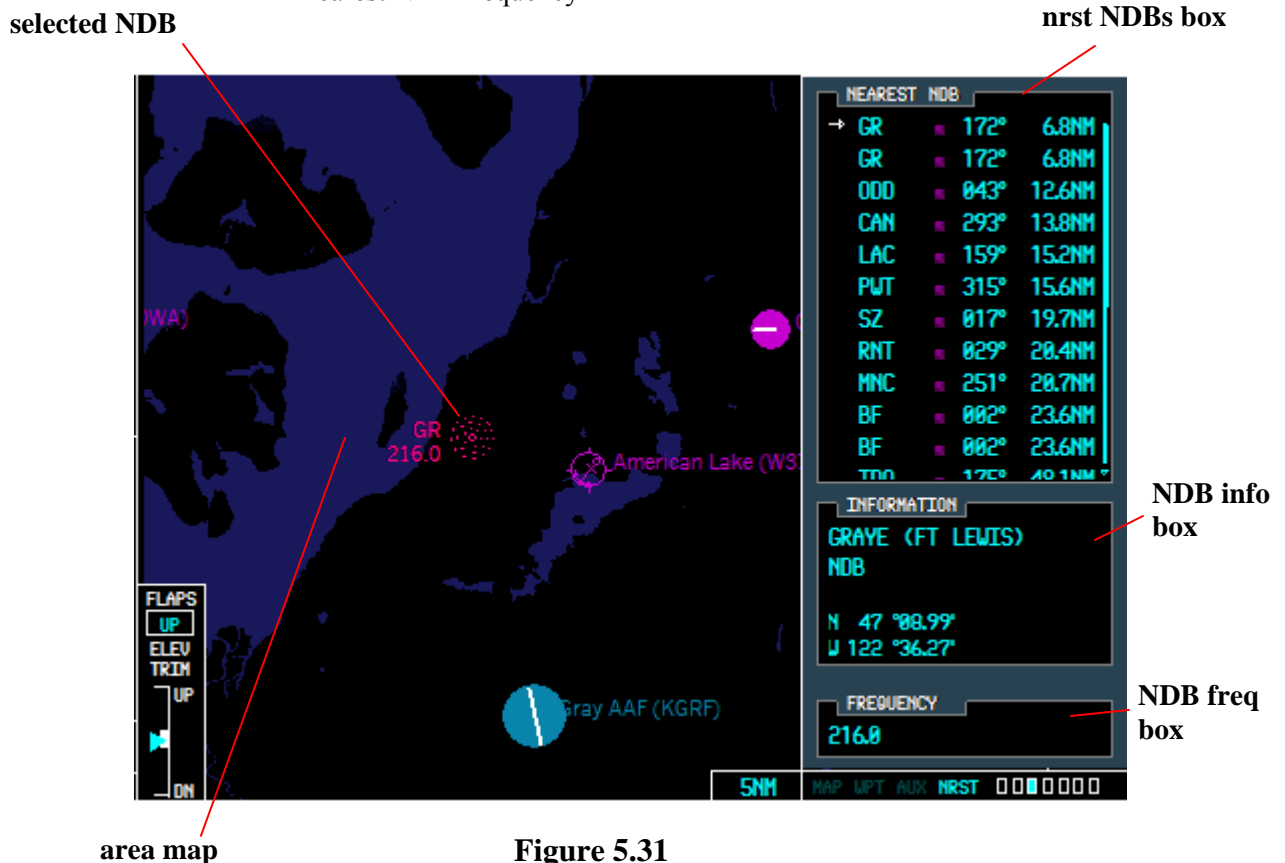 selected NDB
nrst NDBs box
NEAREST NDB
GR 172° 6.8NM
GR 172° 6.8NM
ODD 043° 12.6NM
CAN 293° 13.8NM
LAC 159° 15.2NM
PWT 315° 15.6NM
SZ 017° 19.7NM
RNT 029° 20.4NM
MNC 251° 20.7NM
BF 002° 23.6NM
BF 002° 23.6NM
OWA)
GR
216.0
American Lake (W37
INFORMATION
GRAYE (FT LEWIS)
NDB
N 47 °08.99'
W 122 °36.27'
NDB info
box
FLAPS
UP
ELEV
TRIM
UP
DN
Gray AAF (KGRF)
FREQUENCY
216.0
NDB freq
box
5NM
MAP WPT AUX NRST
area map
Figure 5.31